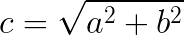 c = √(a² + b²)